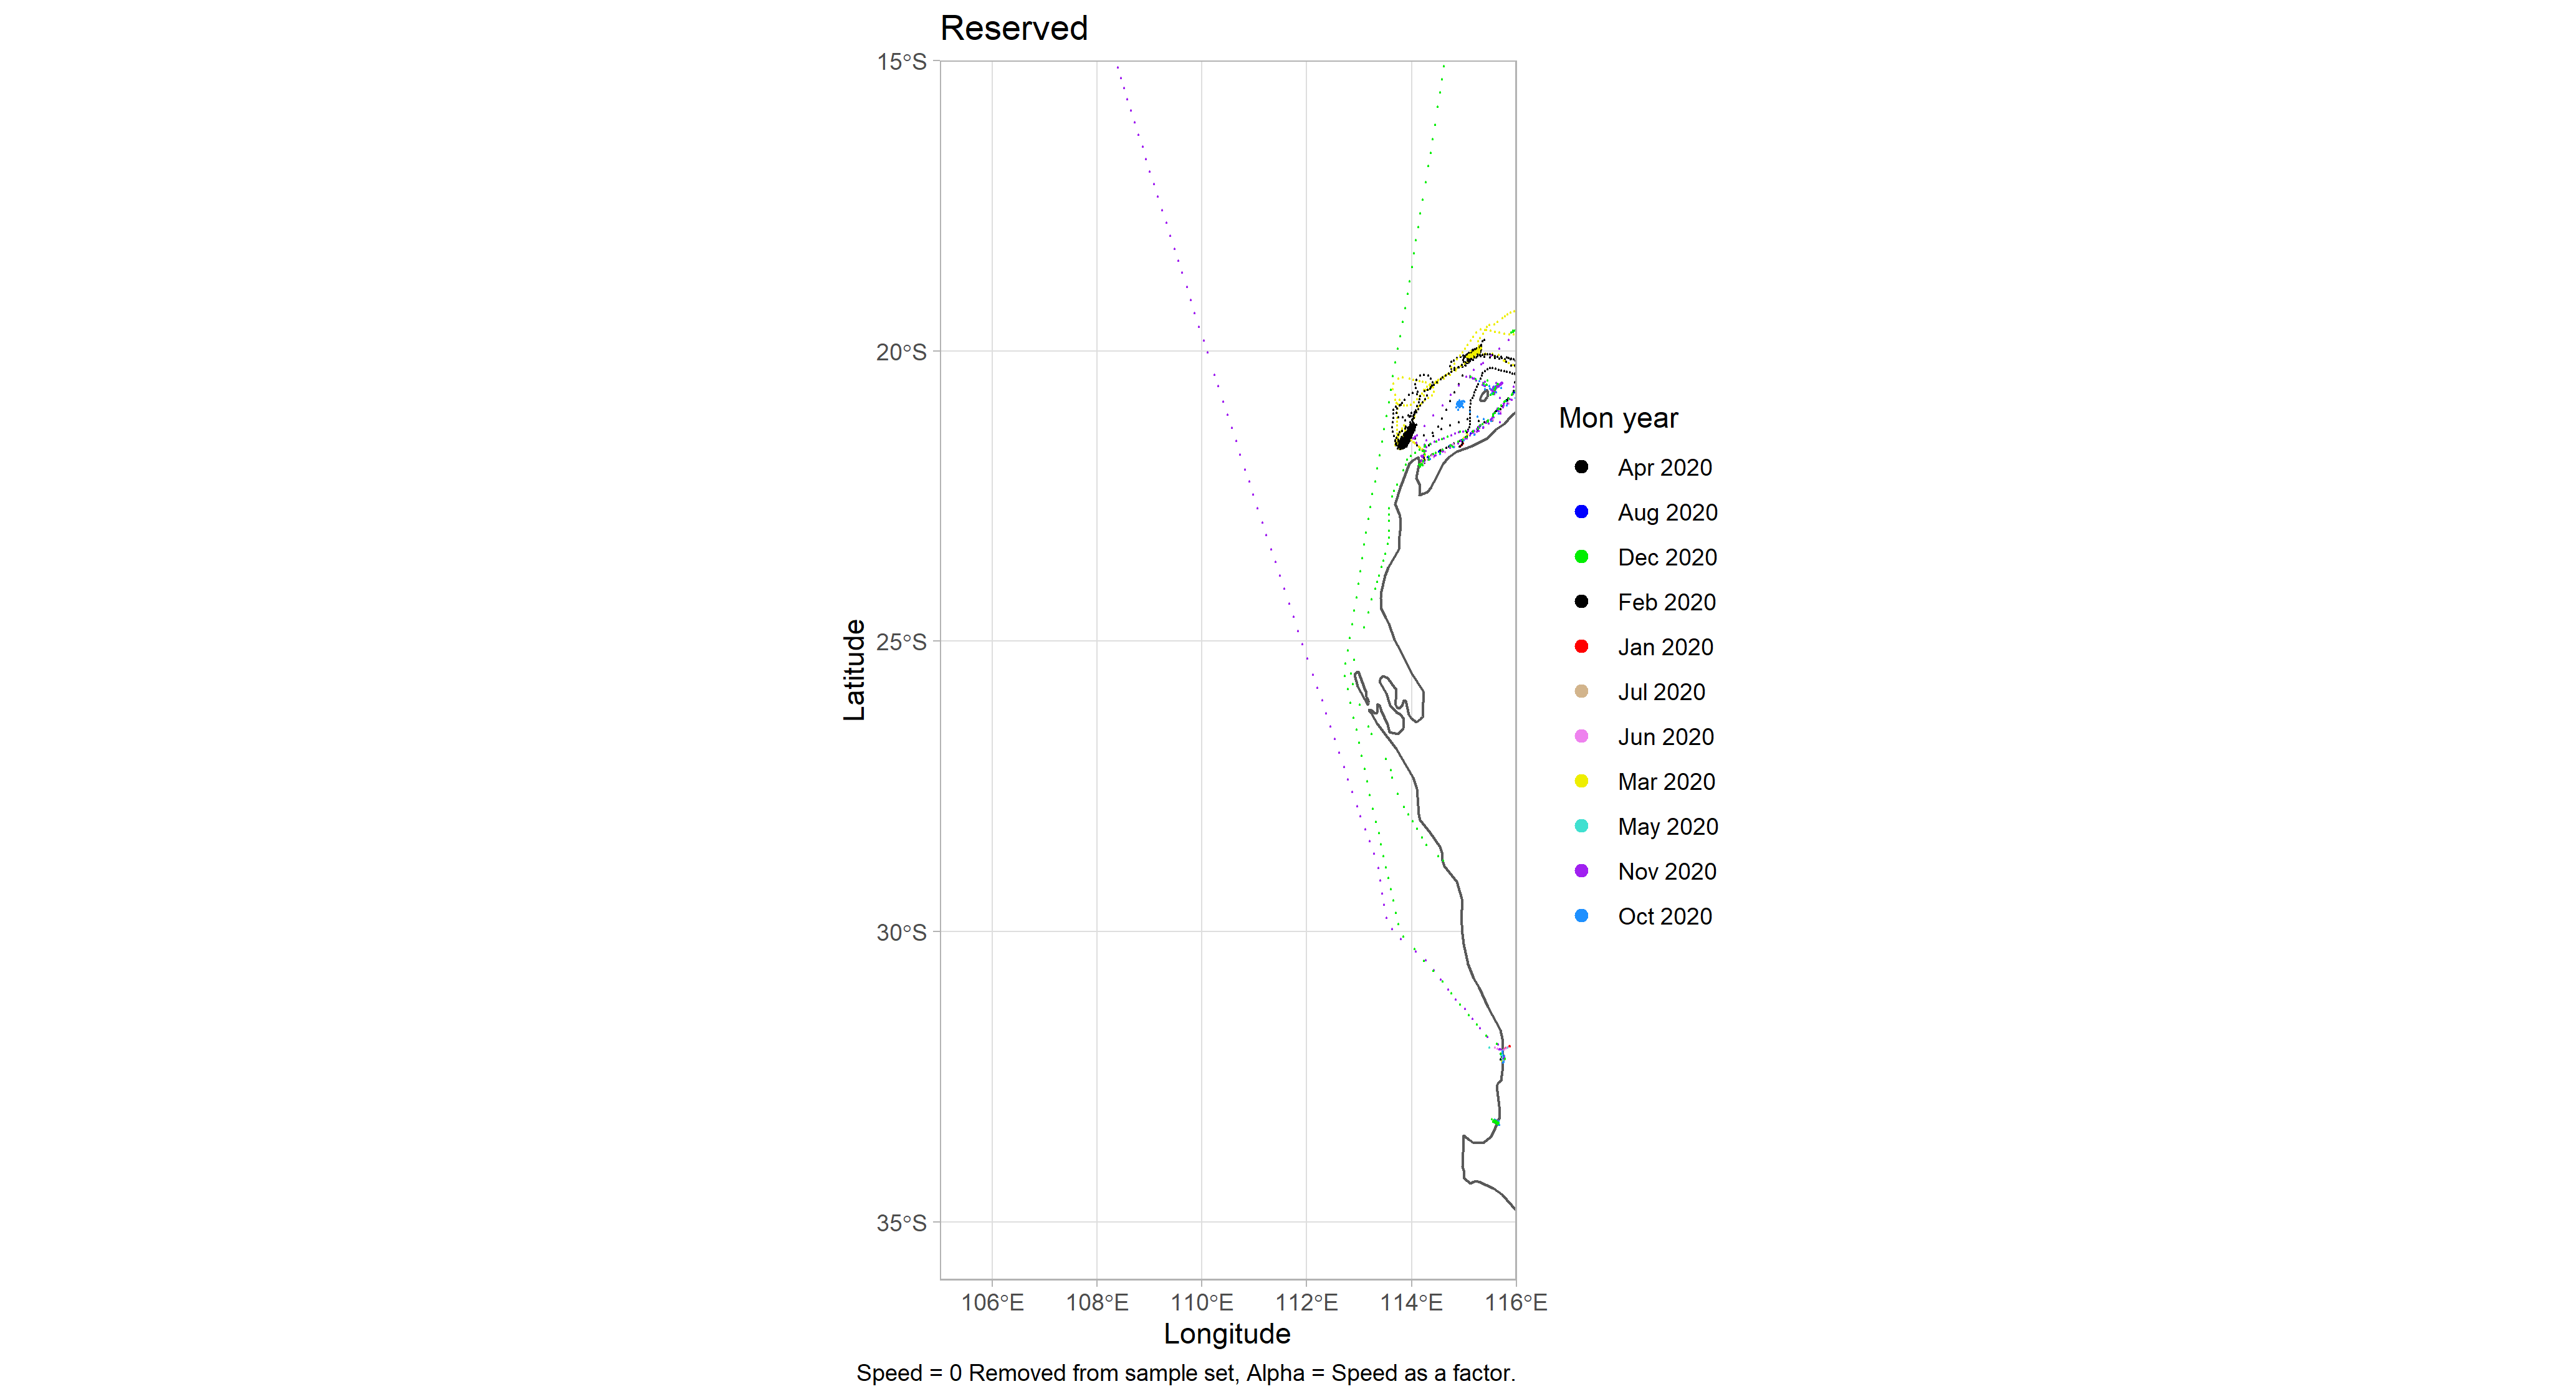 Reserved
15°S
20°S
25°S
30°S
35°S
Latitude
106°E 108°E 110°E 112°E 114°E 116°E
Longitude
Speed = 0 Removed from sample set, Alpha = Speed as a factor.
Mon year
Apr 2020
Aug 2020
Dec 2020
Feb 2020
Jan 2020
Jul 2020
Jun 2020
Mar 2020
May 2020
Nov 2020
Oct 2020